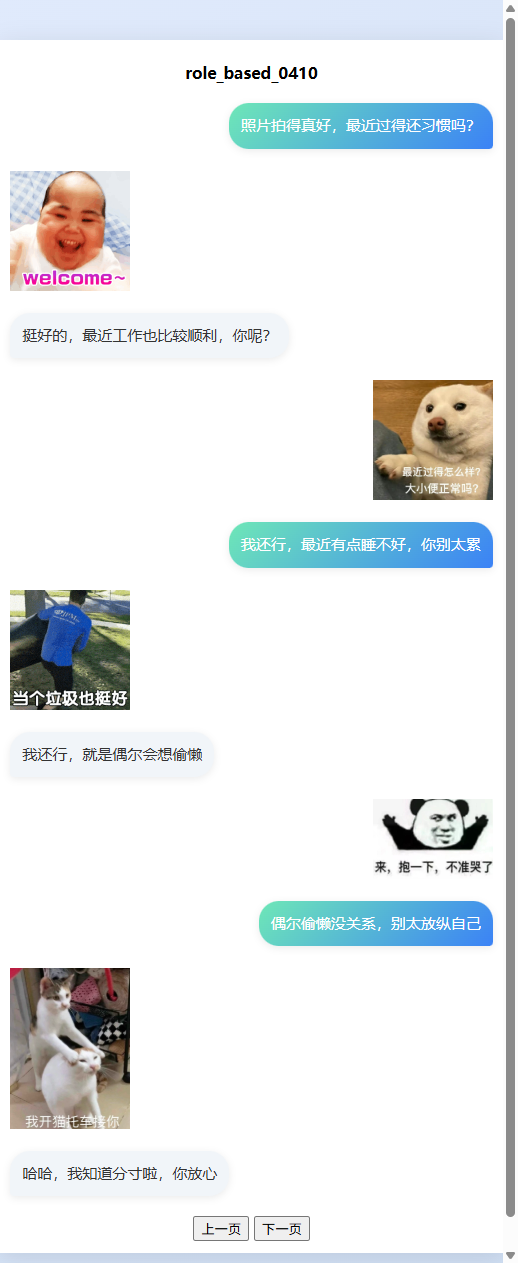 role_based_0410
照片拍得真好，最近过得还习惯吗？
welcome~
挺好的，最近工作也比较顺利，你呢？
最近过得怎么样?
大小便正常吗?
我还行，最近有点睡不好，你别太累
当个垃圾也挺好
我还行，就是偶尔会想偷懒
来，抱一下，不准哭了
偶尔偷懒没关系，别太放纵自己
我开猫托车接你
哈哈，我知道分寸啦，你放心
上一页 下一页